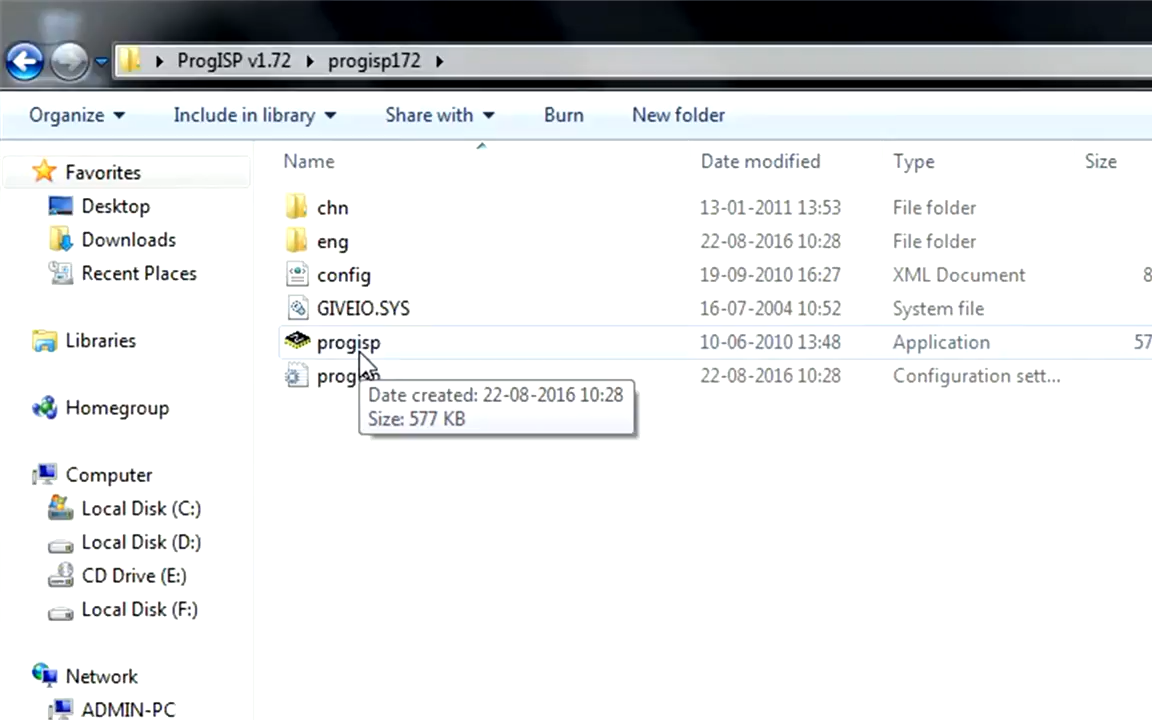 ProgISP v1.72 progisp172
Organize Include in library Share with Burn New folder
Name Date modified Type Size
Favorites
Desktop
Downloads
Recent Places
Libraries
Homegroup
Computer
Local Disk (C:)
Local Disk (D:)
CD Drive (E:)
Local Disk (F:)
Network
ADMIN-PC
chn 13-01-2011 13:53 File folder
eng 22-08-2016 10:28 File folder
config 19-09-2010 16:27 XML Document 8
GIVEIO.SYS 16-07-2004 10:52 System file
progisp 10-06-2010 13:48 Application 57
22-08-2016 10:28 Configuration sett...
Date created: 22-08-2016 10:28
Size: 577 KB